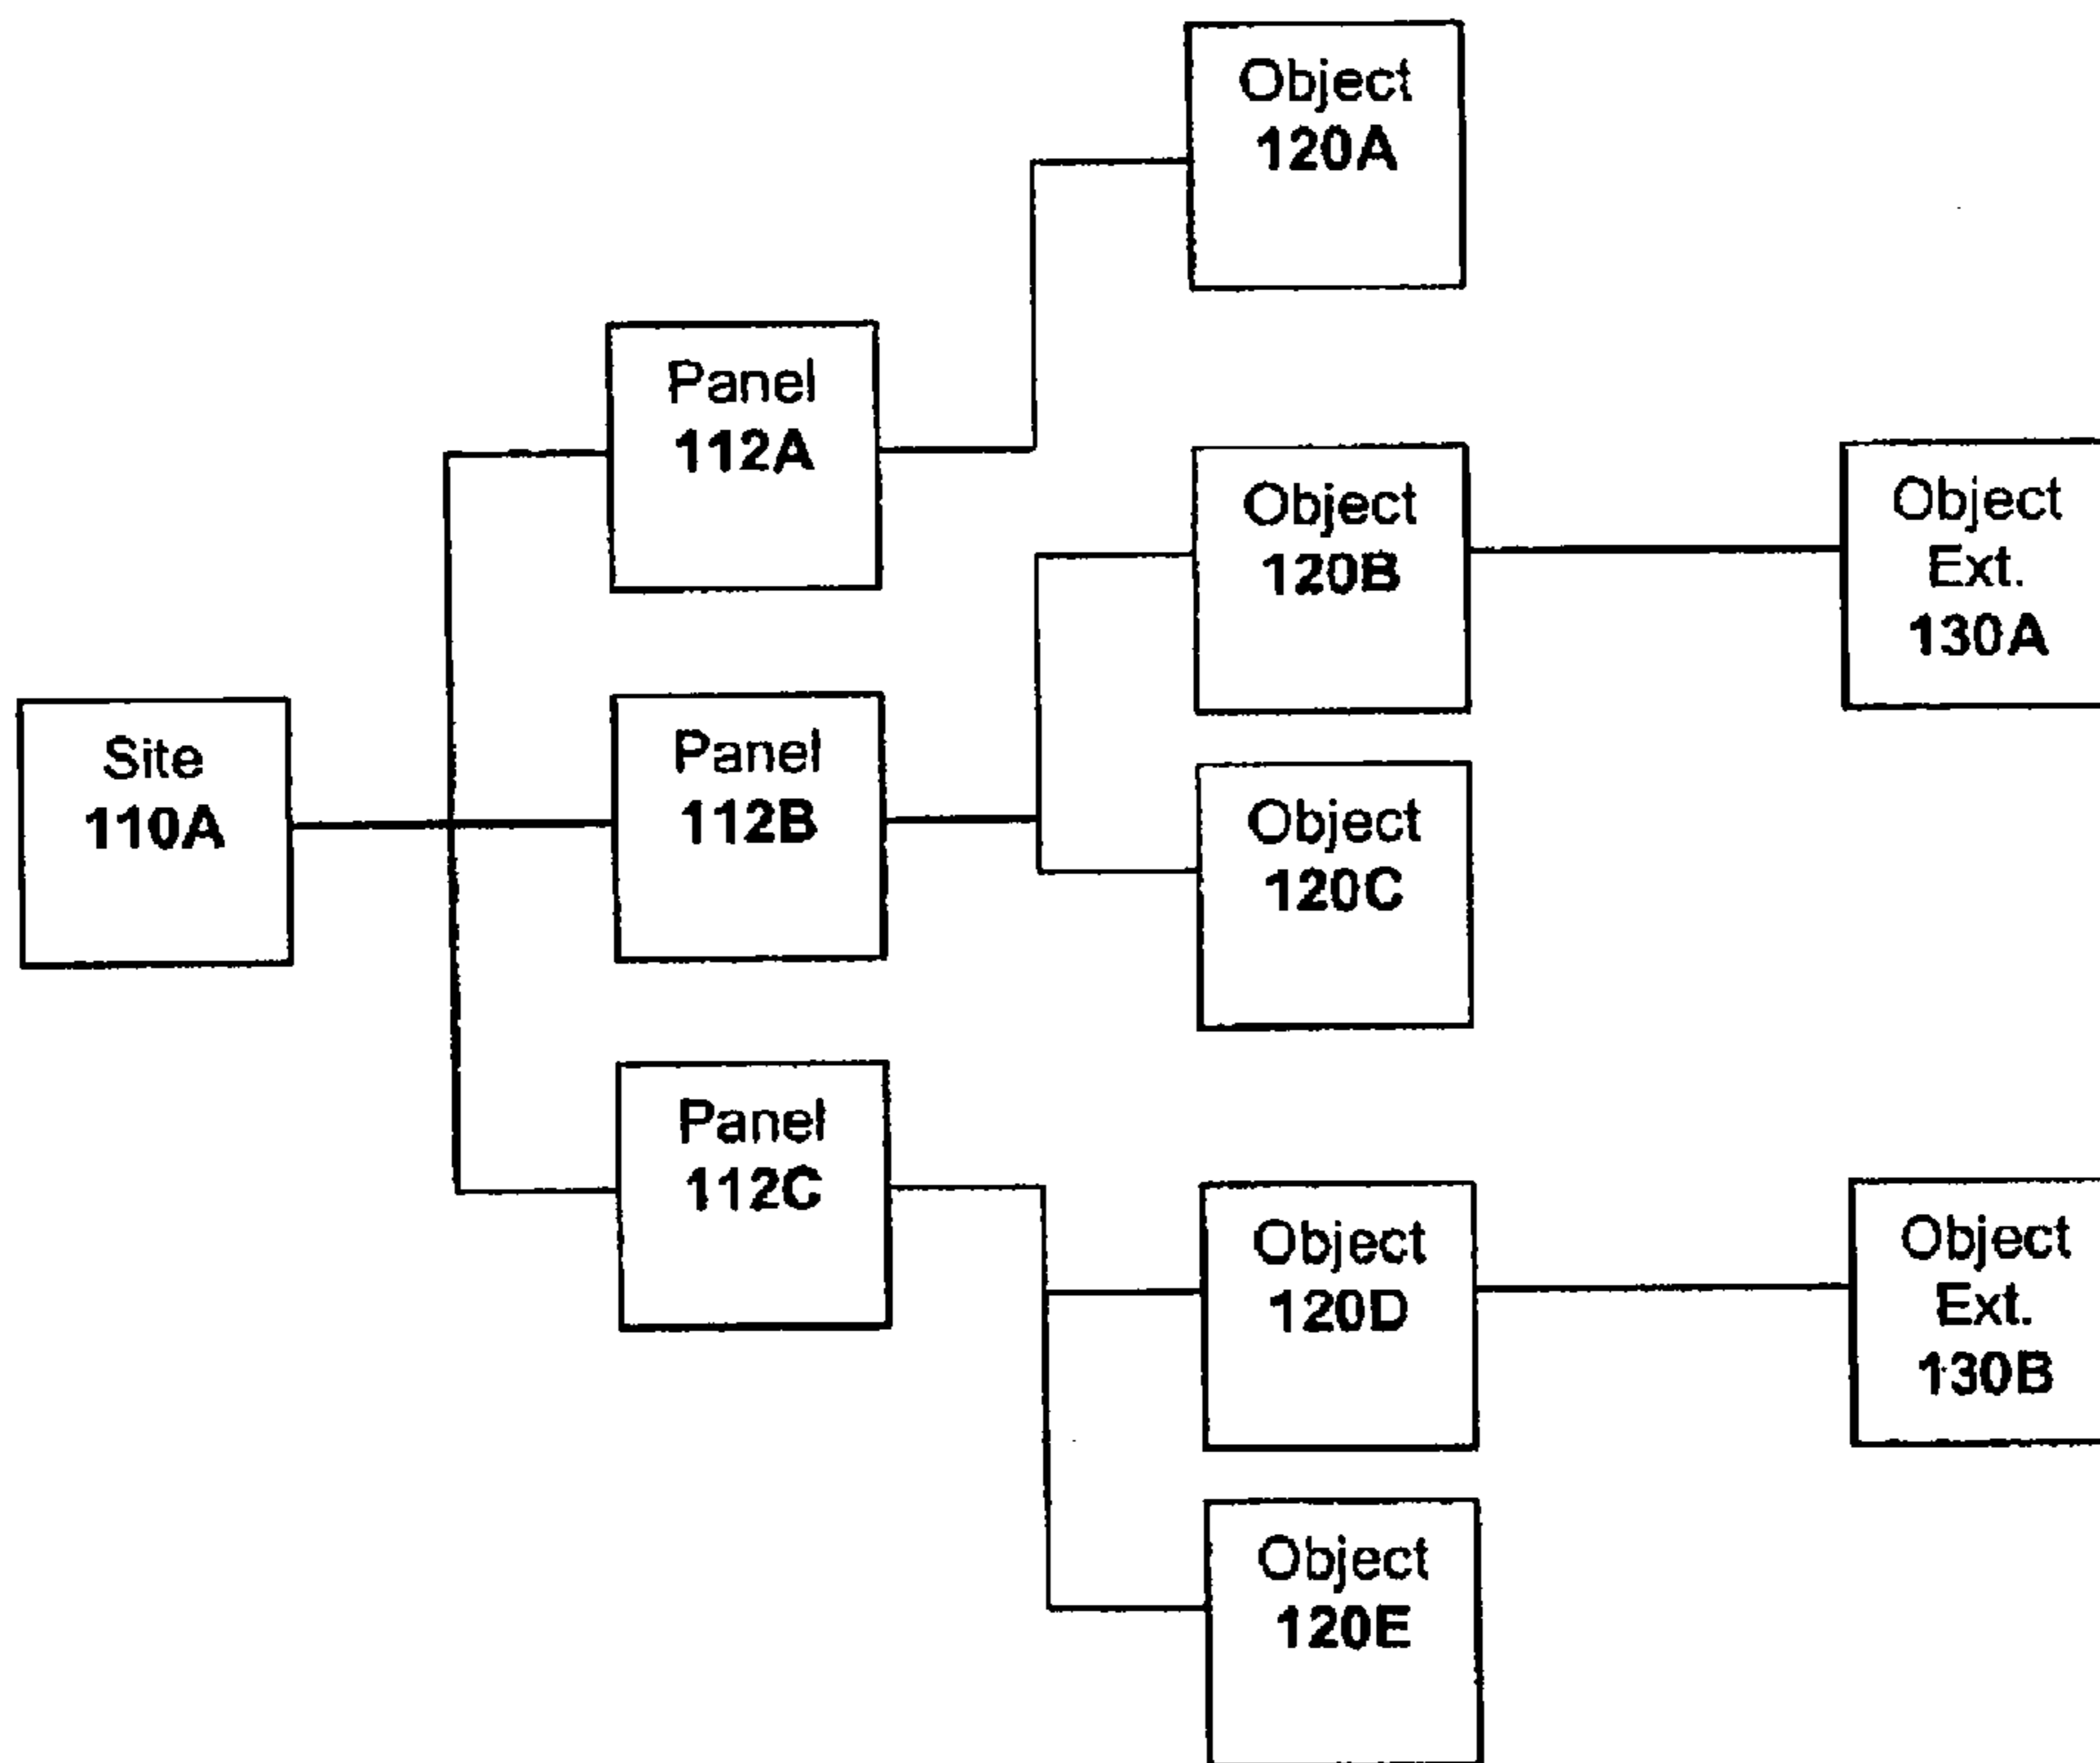 Object
120A
Panel
112A
Object
120B
Object
Ext.
130A
Site
110A
Panel
112B
Object
120C
Panel
112C
Object
120D
Object
Ext.
130B
Object
120E